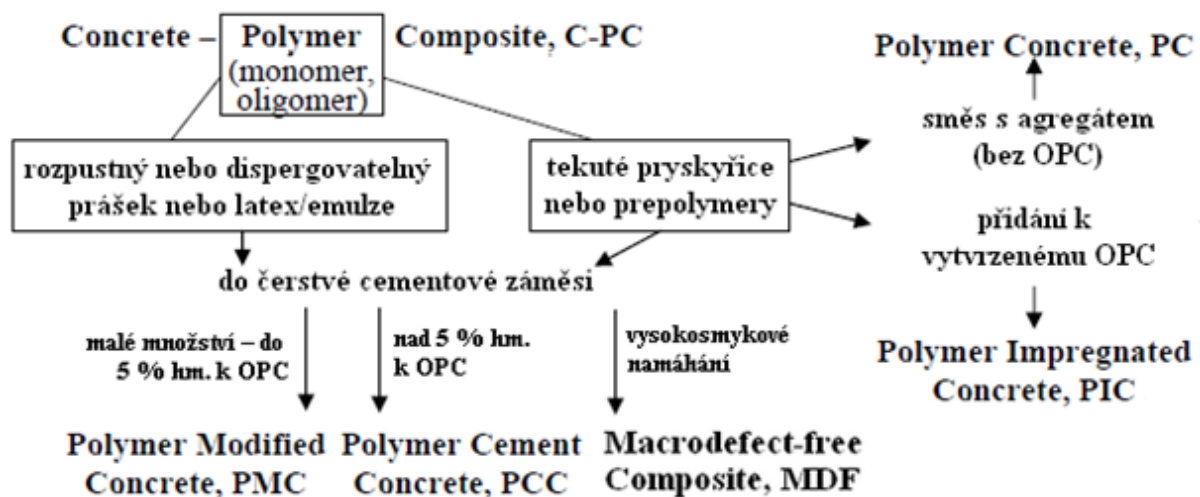 Concrete – Polymer Composite, C-PC
(monomer,
oligomer)
rozpustný nebo dispergovatelný
prášek nebo latex/emulze
tekuté pryskyřice
nebo prepolymery
Polymer Concrete, PC
směs s agregátem
(bez OPC)
přidání k
vytvrzenému OPC
Polymer Impregnated
Concrete, PIC
do čerstvé cementové záměsi
malé množství – do
5 % hm. k OPC
nad 5 % hm.
k OPC
vysokosmykové
namáhání
Polymer Modified
Concrete, PMC
Polymer Cement
Concrete, PCC
Macrodefect-free
Composite, MDF